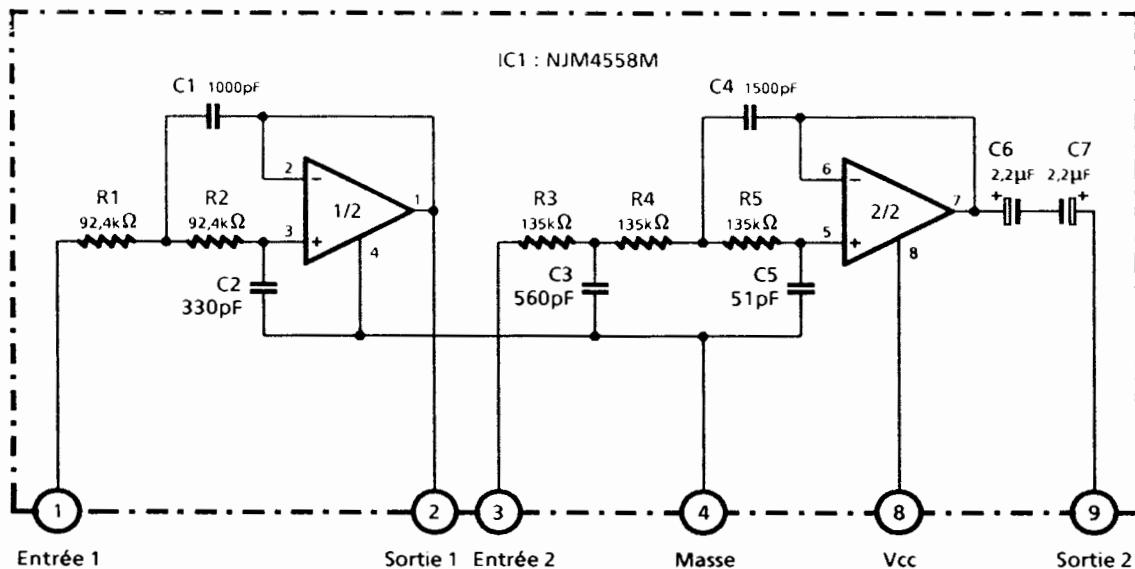 IC1 : NJM4558M
C1 1000pF
C4 1500pF
C6
C7
2,2µF
2,2µF
+
+
2
−
6
−
R1
92,4kΩ
R2
92,4kΩ
1/2
1
R3
135kΩ
R4
135kΩ
R5
135kΩ
2/2
7
3
+
4
5
+
8
C2
330pF
C3
560pF
C5
51pF
1
2
3
4
8
9
Entrée 1
Sortie 1
Entrée 2
Masse
Vcc
Sortie 2